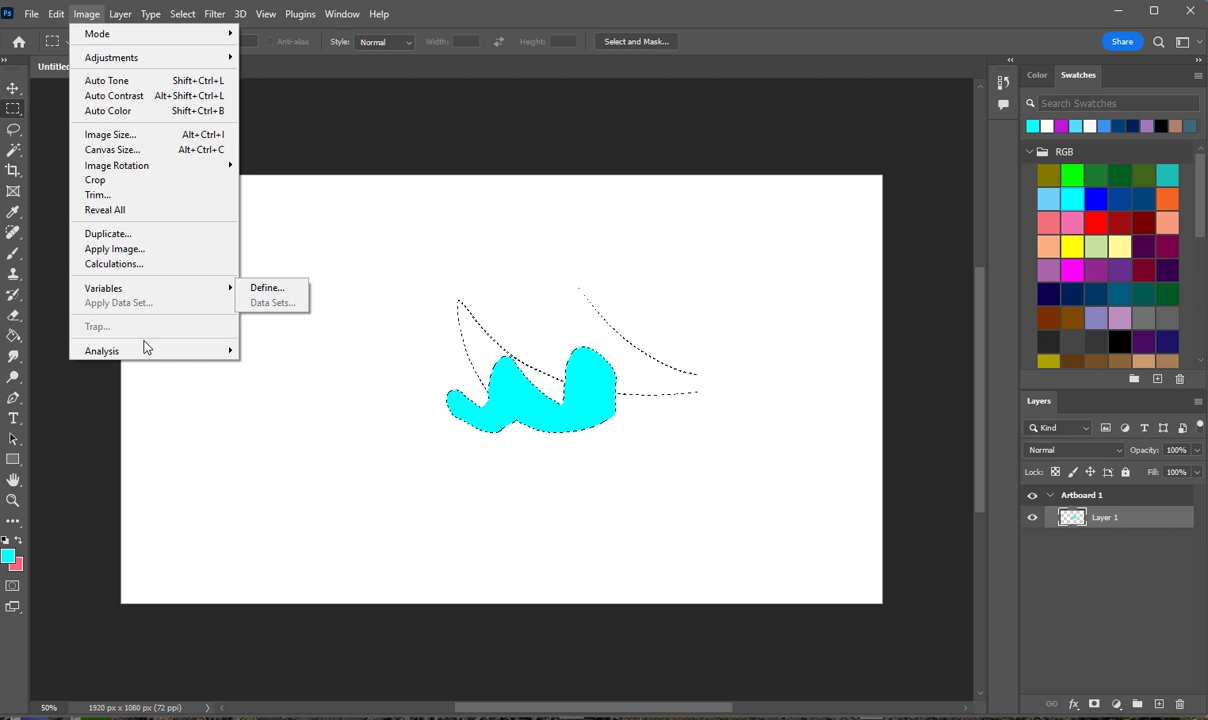 Ps File Edit Image Layer Type Select Filter 3D View Plugins Window Help
Anti-alias Style: Normal Width: Height: Select and Mask... Share
Untitled
Mode
Adjustments
Auto Tone Shift+Ctrl+L
Auto Contrast Alt+Shift+Ctrl+L
Auto Color Shift+Ctrl+B
Image Size... Alt+Ctrl+I
Canvas Size... Alt+Ctrl+C
Image Rotation
Crop
Trim...
Reveal All
Duplicate...
Apply Image...
Calculations...
Variables
Apply Data Set...
Trap...
Analysis
Define...
Data Sets...
Color Swatches
Search Swatches
RGB
Layers
Kind
Normal Opacity: 100%
Lock: Fill: 100%
Artboard 1
Layer 1
50% 1920 px x 1080 px (72 ppi)